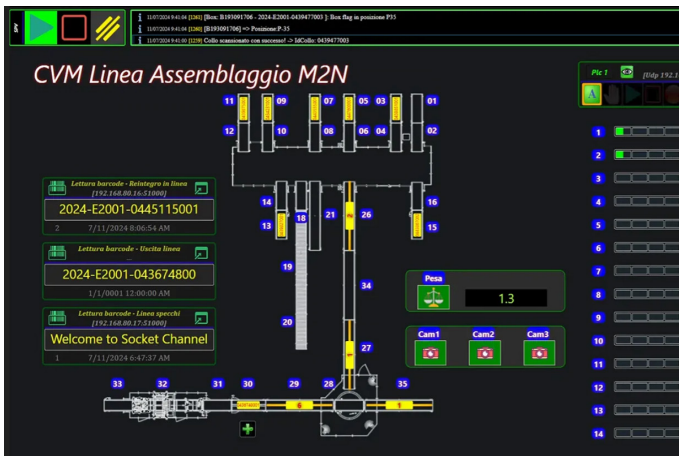 SPY
11/07/2024 9:41:04 [1261] [Box: B193091706 - 2024-E2001-0439477003 ]: Box flag in posizione P35
11/07/2024 9:41:04 [1260] [B193091706] => Posizione:P-35
11/07/2024 9:41:00 [1259] Collo scansionato con successo! -> IdCollo: 0439477003
CVM Linea Assemblaggio M2N
Plc 1
[Udp 192.1
A
11 09 07 05 03 01
12 10 08 06 04 02
14 16
13 18 21 26 15
19
34
20
27
33 32 31 30 29 28 35
6
1
Lettura barcode - Reintegro in linea
[192.168.80.16:51000]
2024-E2001-0445115001
2 7/11/2024 8:06:54 AM
Lettura barcode - Uscita linea
...
2024-E2001-043674800
1/1/0001 12:00:00 AM
Lettura barcode - Linea specchi
[192.168.80.17:51000]
Welcome to Socket Channel
1 7/11/2024 6:47:37 AM
Pesa
1.3
Cam1 Cam2 Cam3
1
2
3
4
5
6
7
8
9
10
11
12
13
14